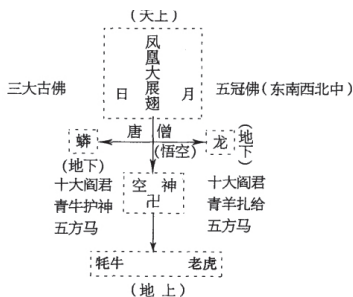 (天上)
凤凰大展翅
日 月
三大古佛
五冠佛(东南西北中)
唐 僧
蟒
龙
(地下)
(悟空)
(地下)
十大阎君
青牛护神
五方马
空 神
卍
十大阎君
青羊扎给
五方马
牦牛 老虎
(地 上)